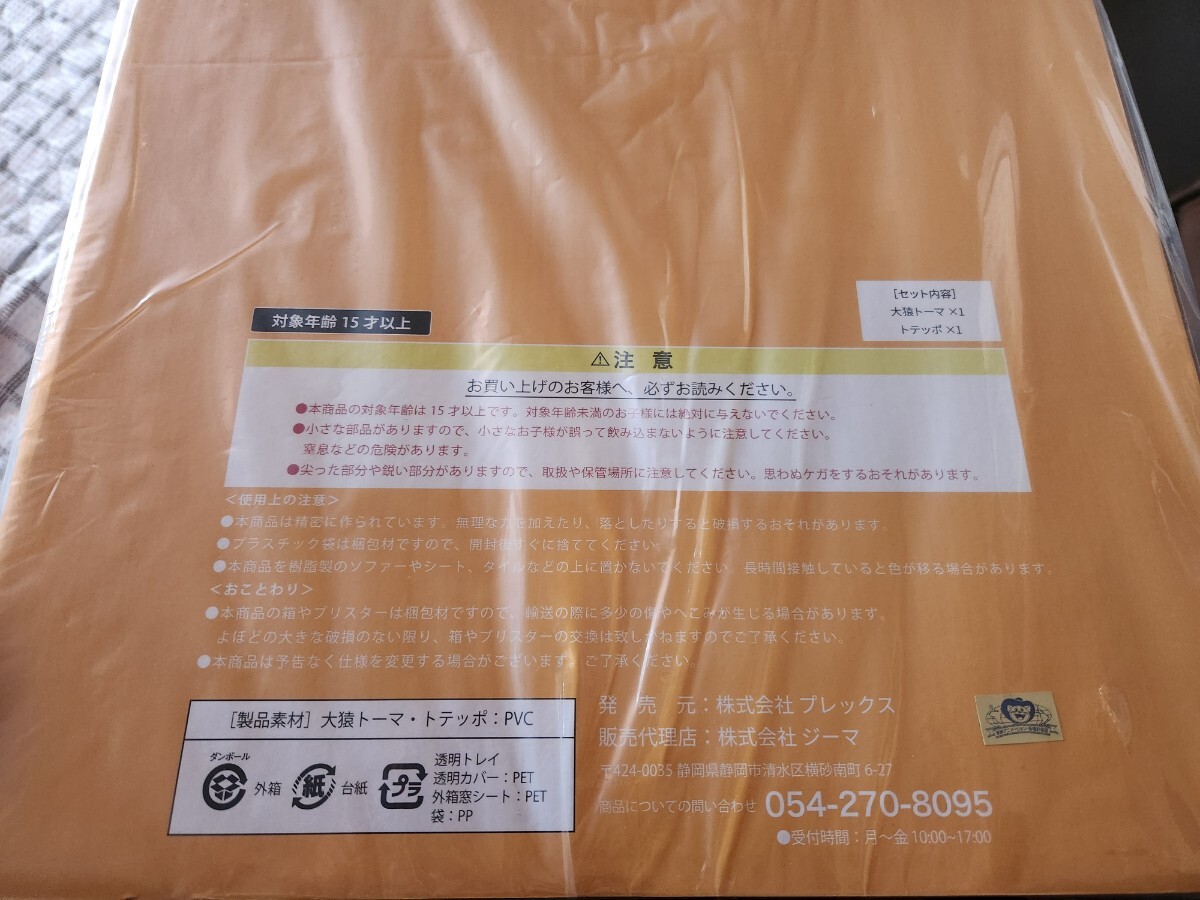 [セット内容]
大猿トーマ ×1
トテッポ ×1
対象年齢 15 才以上
⚠注 意
お買い上げのお客様へ、必ずお読みください。
●本商品の対象年齢は 15 才以上です。対象年齢未満のお子様には絶対に与えないでください。
●小さな部品がありますので、小さなお子様が誤って飲み込まないように注意してください。
窒息などの危険があります。
●尖った部分や鋭い部分がありますので、取扱や保管場所に注意してください。思わぬケガをするおそれがあります。
＜使用上の注意＞
●本商品は精密に作られています。無理な力を加えたり、落としたりすると破損するおそれがあります。
●プラスチック袋は梱包材ですので、開封後すぐに捨ててください。
●本商品を樹脂製のソファーやシート、タイルなどの上に置かないでください。長時間接触していると色が移る場合があります。
＜おことわり＞
●本商品の箱やブリスターは梱包材ですので、輸送の際に多少の傷やへこみが生じる場合があります。
よほどの大きな破損のない限り、箱やブリスターの交換は致しかねますのでご了承ください。
●本商品は予告なく仕様を変更する場合がございます。ご了承ください。
［製品素材］大猿トーマ・トテッポ：PVC
ダンボール
外箱
紙
台紙
プラ
透明トレイ
透明カバー：PET
外箱窓シート：PET
袋：PP
発 売 元：株式会社 プレックス
販売代理店：株式会社 ジーマ
〒424-0035 静岡県静岡市清水区横砂南町 6-27
商品についての問い合わせ 054-270-8095
●受付時間：月～金 10:00~17:00